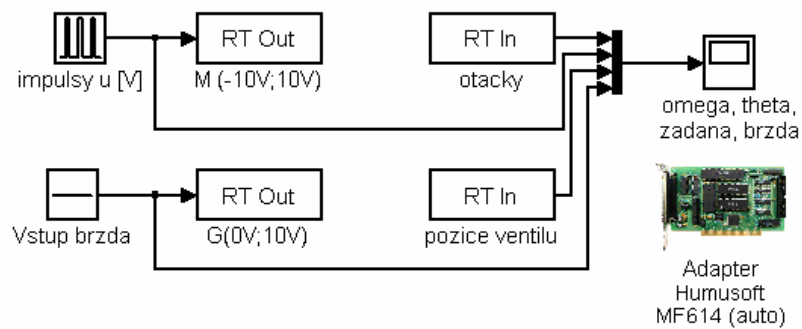 RT Out
RT In
impulsy u [V]
M (-10V;10V)
otacky
omega, theta,
zadana, brzda
RT Out
RT In
Vstup brzda
G(0V;10V)
pozice ventilu
Adapter
Humusoft
MF614 (auto)